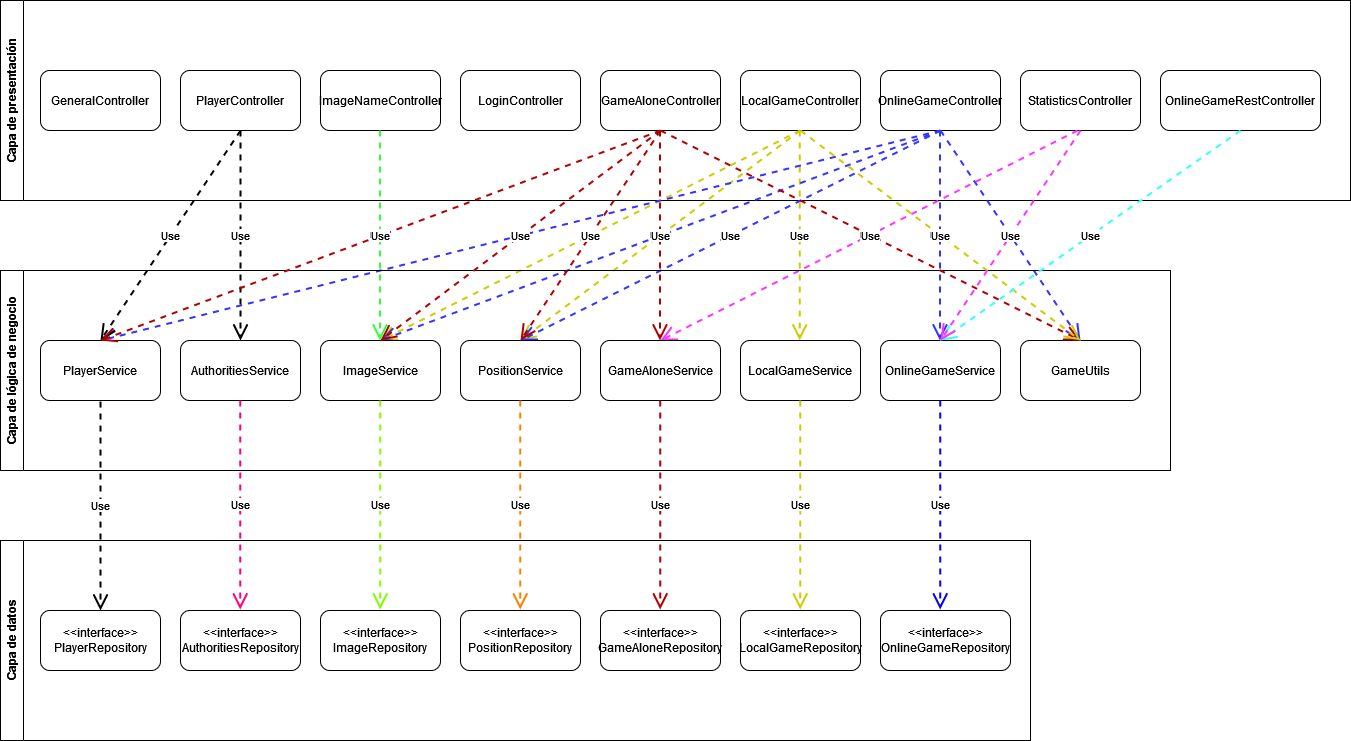 Capa de presentación
GeneralController
PlayerController
ImageNameController
LoginController
GameAloneController
LocalGameController
OnlineGameController
StatisticsController
OnlineGameRestController
Use
Use
Use
Use
Use
Use
Use
Use
Use
Use
Use
Use
Capa de lógica de negocio
PlayerService
AuthoritiesService
ImageService
PositionService
GameAloneService
LocalGameService
OnlineGameService
GameUtils
Use
Use
Use
Use
Use
Use
Use
Capa de datos
<<interface>>
PlayerRepository
<<interface>>
AuthoritiesRepository
<<interface>>
ImageRepository
<<interface>>
PositionRepository
<<interface>>
GameAloneRepository
<<interface>>
LocalGameRepository
<<interface>>
OnlineGameRepository